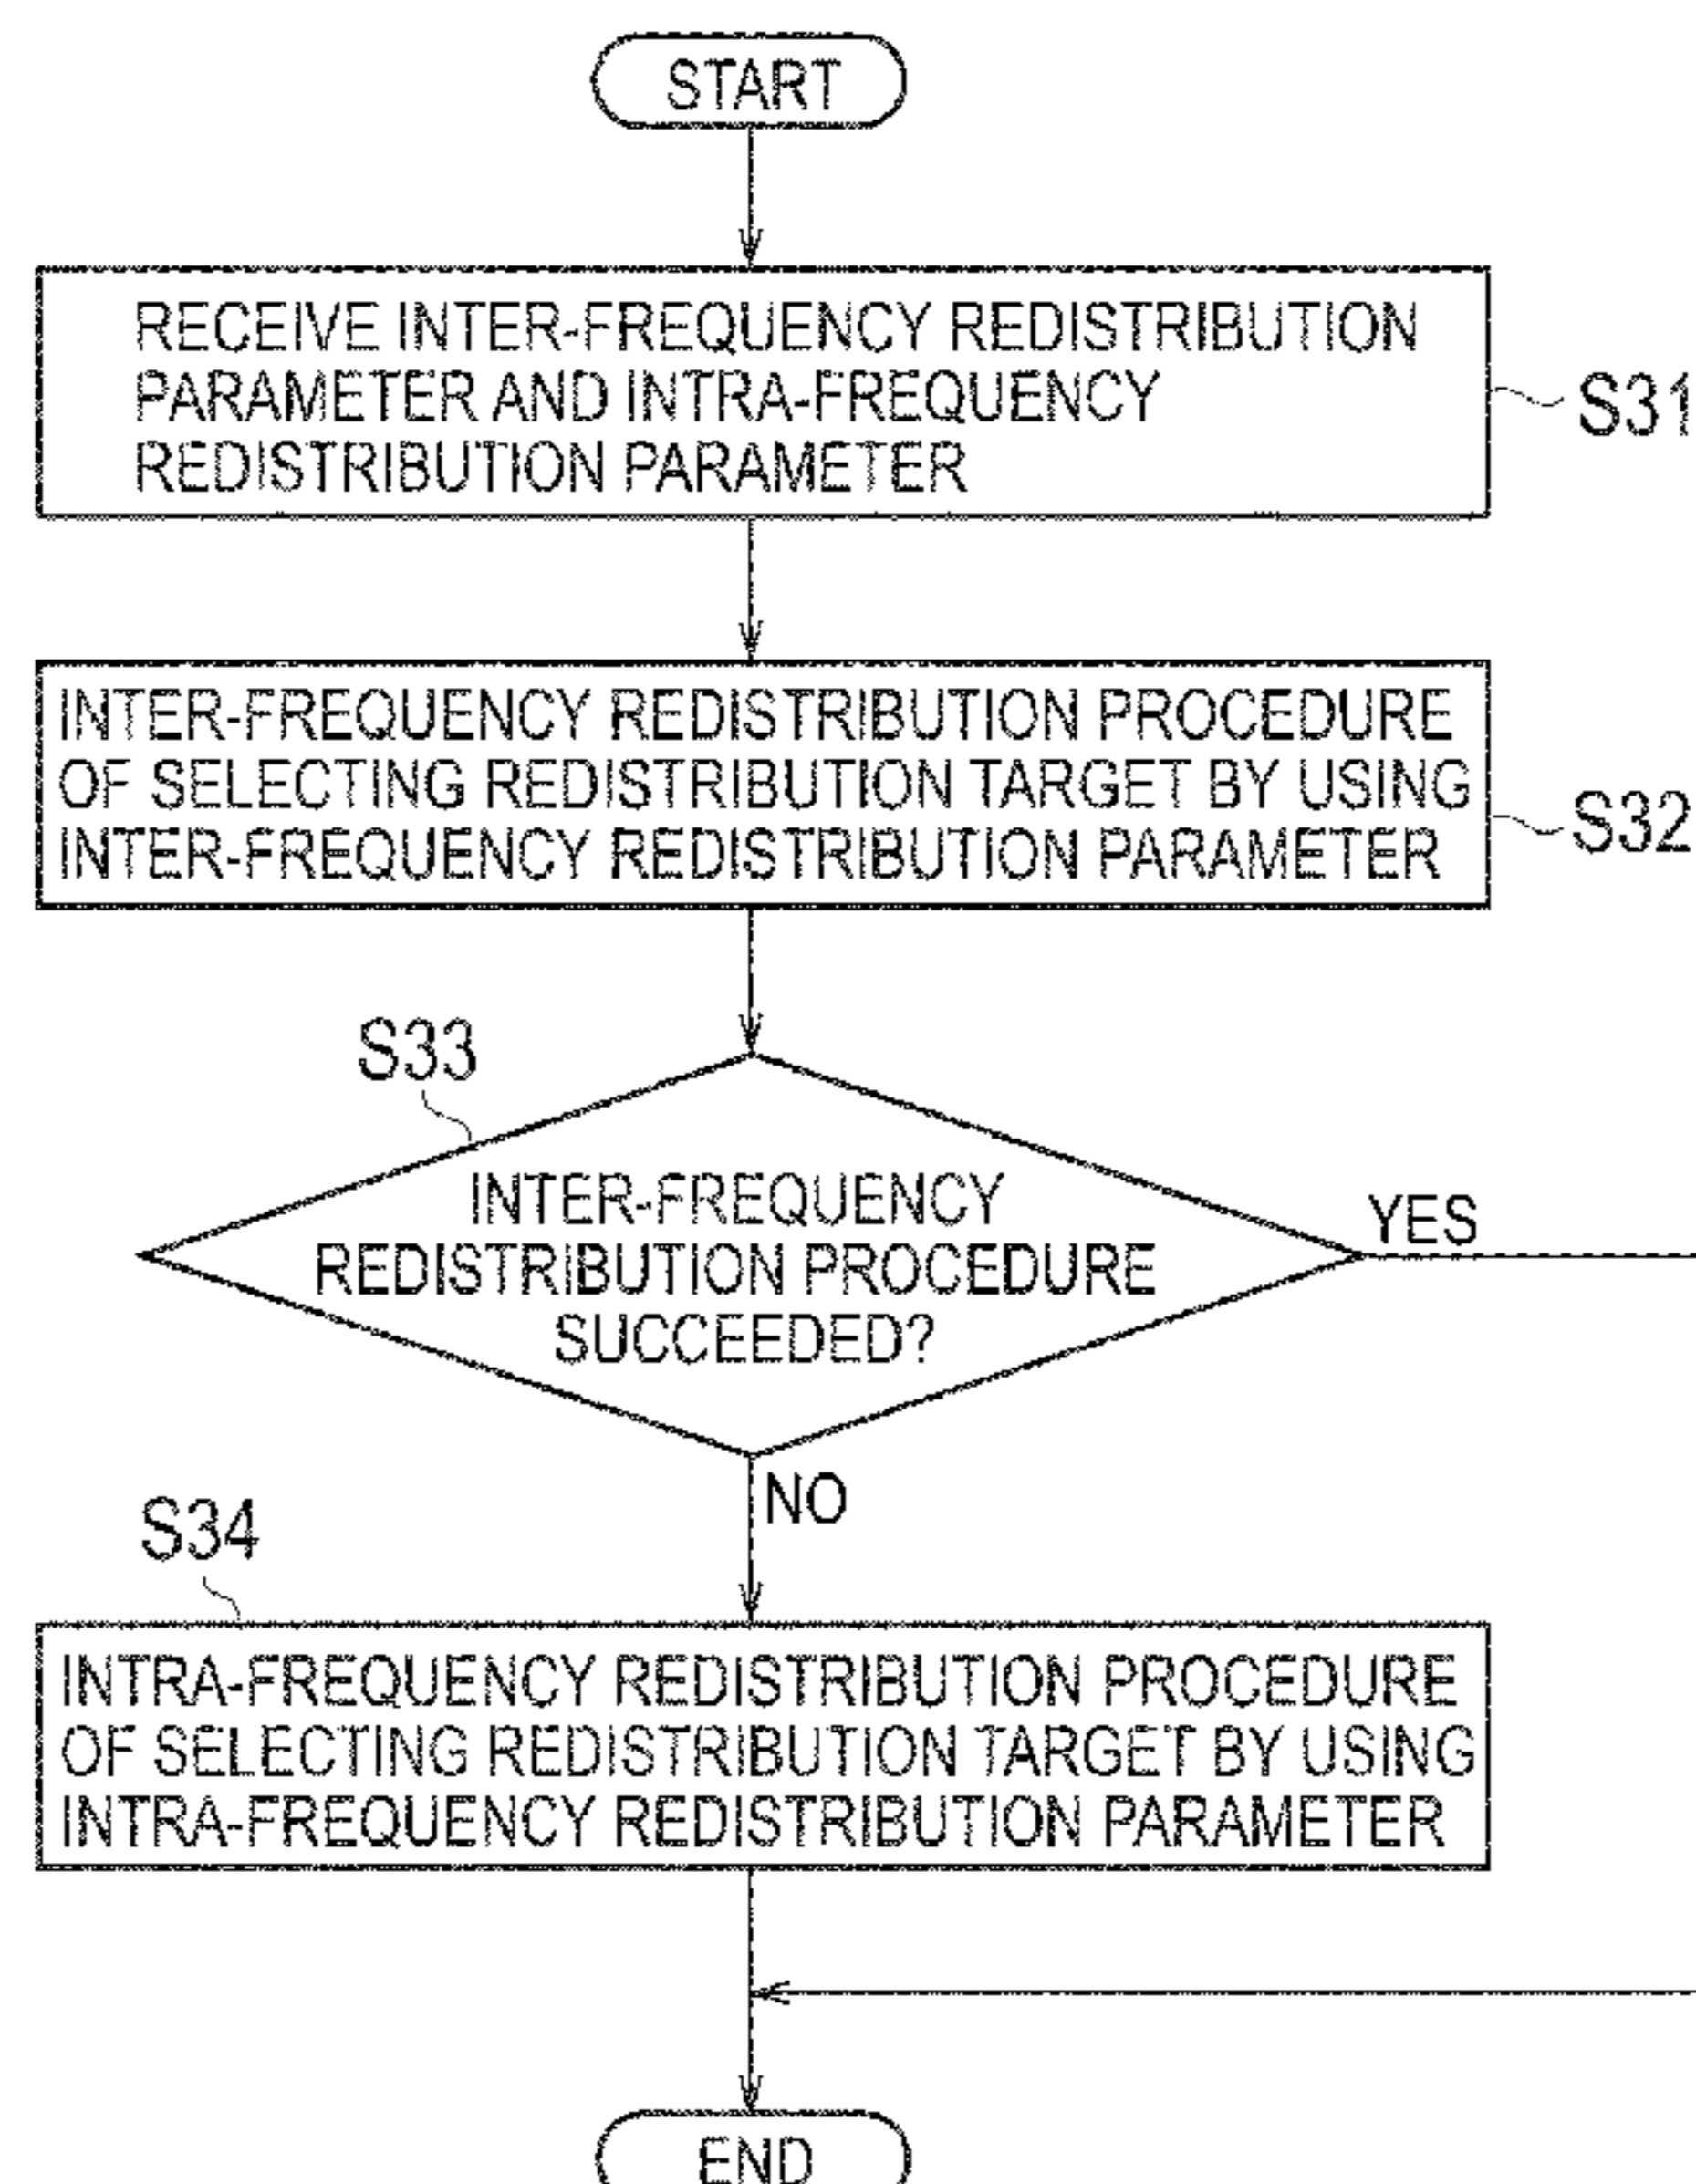 START
RECEIVE INTER-FREQUENCY REDISTRIBUTION
PARAMETER AND INTRA-FREQUENCY
REDISTRIBUTION PARAMETER
S31
INTER-FREQUENCY REDISTRIBUTION PROCEDURE
OF SELECTING REDISTRIBUTION TARGET BY USING
INTER-FREQUENCY REDISTRIBUTION PARAMETER
S32
S33
INTER-FREQUENCY
REDISTRIBUTION PROCEDURE
SUCCEEDED?
YES
NO
S34
INTRA-FREQUENCY REDISTRIBUTION PROCEDURE
OF SELECTING REDISTRIBUTION TARGET BY USING
INTRA-FREQUENCY REDISTRIBUTION PARAMETER
END